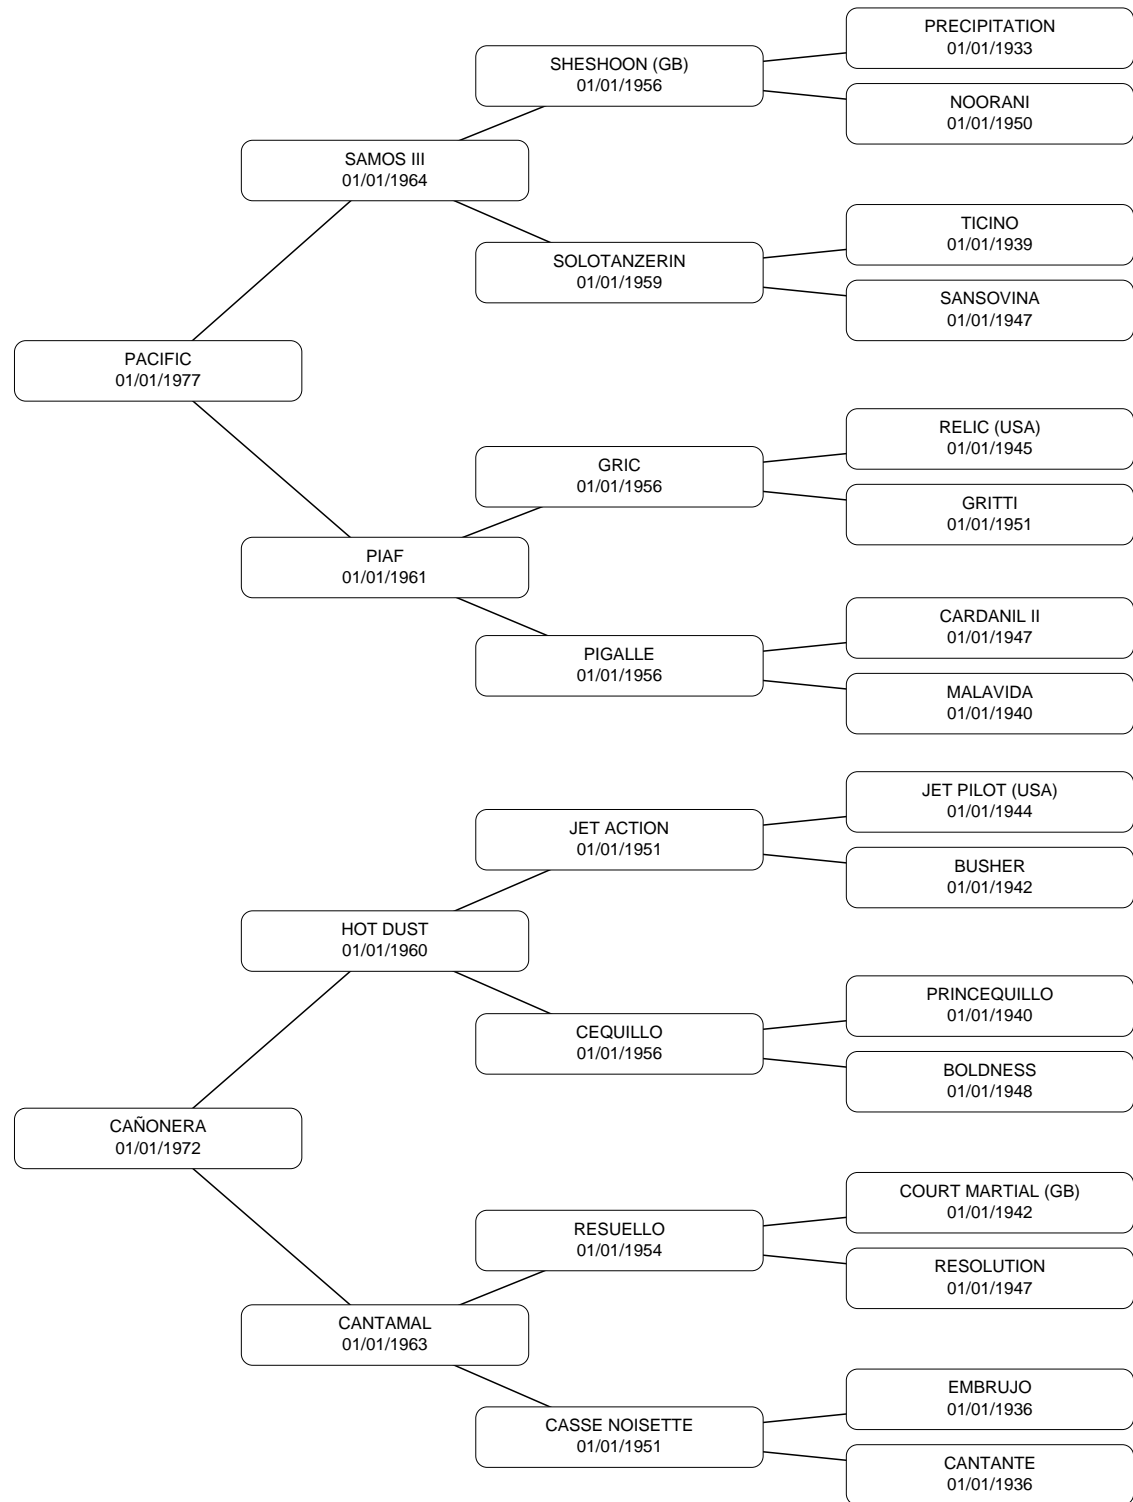 PRECIPITATION
01/01/1933
SHESHOON (GB)
01/01/1956
NOORANI
01/01/1950
SAMOS III
01/01/1964
TICINO
01/01/1939
SOLOTANZERIN
01/01/1959
SANSOVINA
01/01/1947
PACIFIC
01/01/1977
RELIC (USA)
01/01/1945
GRIC
01/01/1956
GRITTI
01/01/1951
PIAF
01/01/1961
CARDANIL II
01/01/1947
PIGALLE
01/01/1956
MALAVIDA
01/01/1940
JET PILOT (USA)
01/01/1944
JET ACTION
01/01/1951
BUSHER
01/01/1942
HOT DUST
01/01/1960
PRINCEQUILLO
01/01/1940
CEQUILLO
01/01/1956
BOLDNESS
01/01/1948
CAÑONERA
01/01/1972
COURT MARTIAL (GB)
01/01/1942
RESUELLO
01/01/1954
RESOLUTION
01/01/1947
CANTAMAL
01/01/1963
EMBRUJO
01/01/1936
CASSE NOISETTE
01/01/1951
CANTANTE
01/01/1936